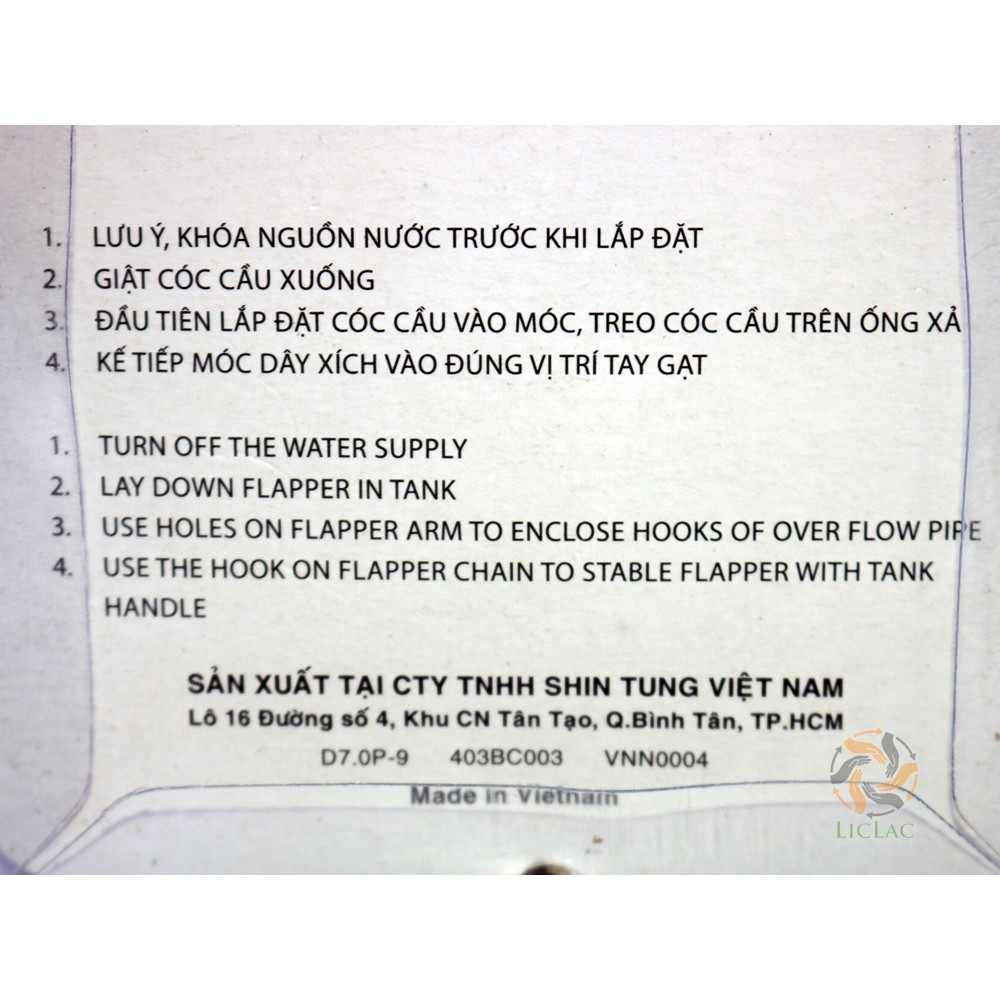 1. LƯU Ý, KHÓA NGUỒN NƯỚC TRƯỚC KHI LẮP ĐẶT
2. GIẬT CÓC CẦU XUỐNG
3. ĐẦU TIÊN LẮP ĐẶT CÓC CẦU VÀO MÓC, TREO CÓC CẦU TRÊN ỐNG XẢ
4. KẾ TIẾP MÓC DÂY XÍCH VÀO ĐÚNG VỊ TRÍ TAY GẠT
1. TURN OFF THE WATER SUPPLY
2. LAY DOWN FLAPPER IN TANK
3. USE HOLES ON FLAPPER ARM TO ENCLOSE HOOKS OF OVER FLOW PIPE
4. USE THE HOOK ON FLAPPER CHAIN TO STABLE FLAPPER WITH TANK
HANDLE
SẢN XUẤT TẠI CTY TNHH SHIN TUNG VIỆT NAM
Lô 16 Đường số 4, Khu CN Tân Tạo, Q.Bình Tân, TP.HCM
D7.0P-9 403BC003 VNN0004
Made in Vietnam
LICLAC